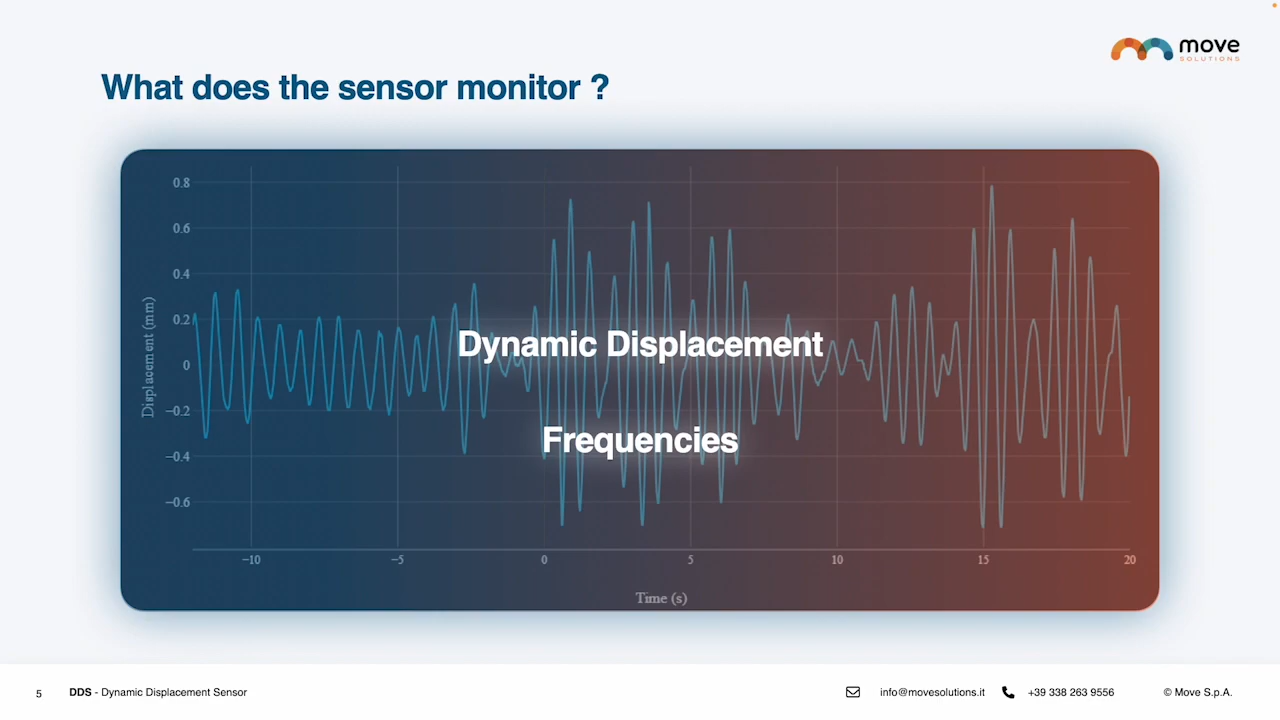 move
SOLUTIONS
What does the sensor monitor ?
0.8
0.6
0.4
0.2
0
−0.2
−0.4
−0.6
Displacement (mm)
Dynamic Displacement
Frequencies
−10 −5 0 5 10 15 20
Time (s)
5 DDS - Dynamic Displacement Sensor info@movesolutions.it +39 338 263 9556 © Move S.p.A.